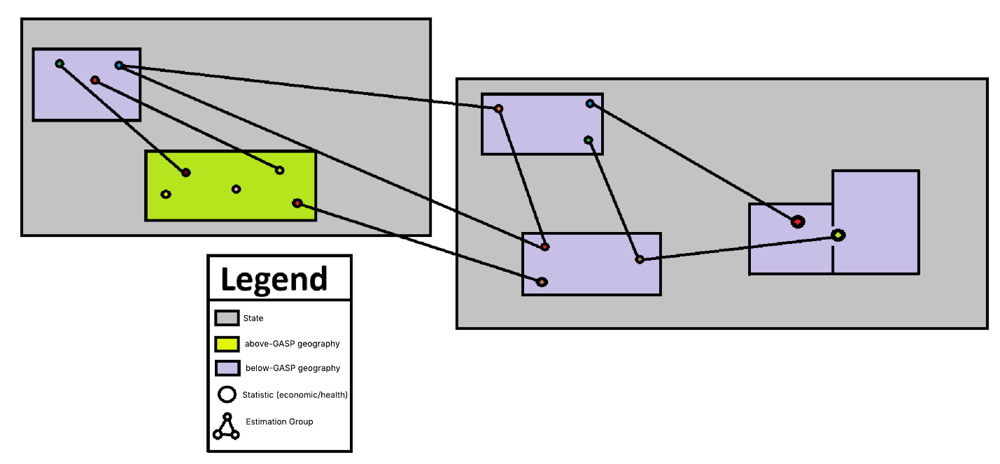 Legend
State
above-GASP geography
below-GASP geography
Statistic (economic/health)
Estimation Group